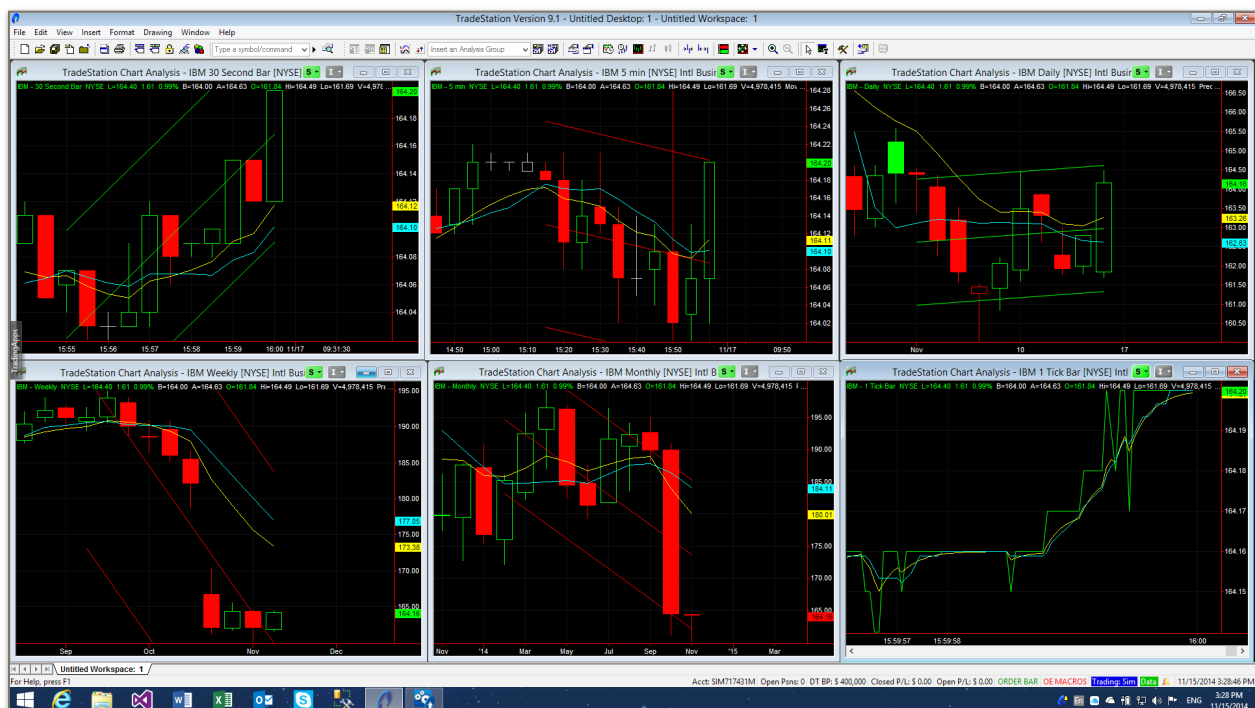 TradeStation Version 9.1 - Untitled Desktop: 1 - Untitled Workspace: 1
File Edit View Insert Format Drawing Window Help
Type a symbol/command
Insert an Analysis Group
TradeStation Chart Analysis - IBM 30 Second Bar [NYSE] S I
IBM - 30 Second Bar NYSE L=164.40 1.61 0.99% B=164.00 A=164.63 O=161.84 Hi=164.49 Lo=161.69 V=4,978,415 ...
164.20
164.18
164.16
164.14
164.12
164.10
164.08
164.06
164.04
15:55 15:56 15:57 15:58 15:59 16:00 11/17 09:31:30
TradeStation Chart Analysis - IBM 5 min [NYSE] Intl Busir S I
IBM - 5 min NYSE L=164.40 1.61 0.99% B=164.00 A=164.63 O=161.84 Hi=164.49 Lo=161.69 V=4,978,415 Mov ...
164.28
164.26
164.24
164.22
164.20
164.18
164.16
164.14
164.12
164.11
164.10
164.08
164.06
164.04
164.02
14:50 15:00 15:10 15:20 15:30 15:40 15:50 11/17 09:50
TradeStation Chart Analysis - IBM Daily [NYSE] Intl Busir S I
IBM - Daily NYSE L=164.40 1.61 0.99% B=164.00 A=164.63 O=161.84 Hi=164.49 Lo=161.69 V=4,978,415 Prec ...
166.50
166.00
165.50
165.00
164.50
164.16
163.50
163.26
163.00
162.63
162.00
161.50
161.00
160.50
Nov 10 17
TradingApps
TradeStation Chart Analysis - IBM Weekly [NYSE] Intl Busi S I
IBM - Weekly NYSE L=164.40 1.61 0.99% B=164.00 A=164.63 O=161.84 Hi=164.49 Lo=161.69 V=4,978,415 Pr ...
195.00
190.00
185.00
180.00
177.05
175.00
173.38
170.00
165.00
164.16
Sep Oct Nov Dec
TradeStation Chart Analysis - IBM Monthly [NYSE] Intl B S I
IBM - Monthly NYSE L=164.40 1.61 0.99% B=164.00 A=164.63 O=161.84 Hi=164.49 Lo=161.69 V=4,978,415 ...
195.00
190.00
185.00
184.11
180.01
175.00
170.00
165.00
164.16
Nov '14 Mar May Jul Sep Nov '15 Mar
TradeStation Chart Analysis - IBM 1 Tick Bar [NYSE] Intl S I
IBM - 1 Tick Bar NYSE L=164.40 1.61 0.99% B=164.00 A=164.63 O=161.84 Hi=164.49 Lo=161.69 V=4,978,415 ...
164.20
164.19
164.18
164.17
164.16
164.15
15:59:57 15:59:58 16:00
Untitled Workspace: 1
Help, press F1
Acct: SIM717431M Open Psns: 0 DT BP: $ 400,000 Closed P/L: $ 0.00 Open P/L: $ 0.00 ORDER BAR OE MACROS Trading: Sim Data 11/15/2014 3:28:46 PM
ENG 3:28 PM
11/15/2014